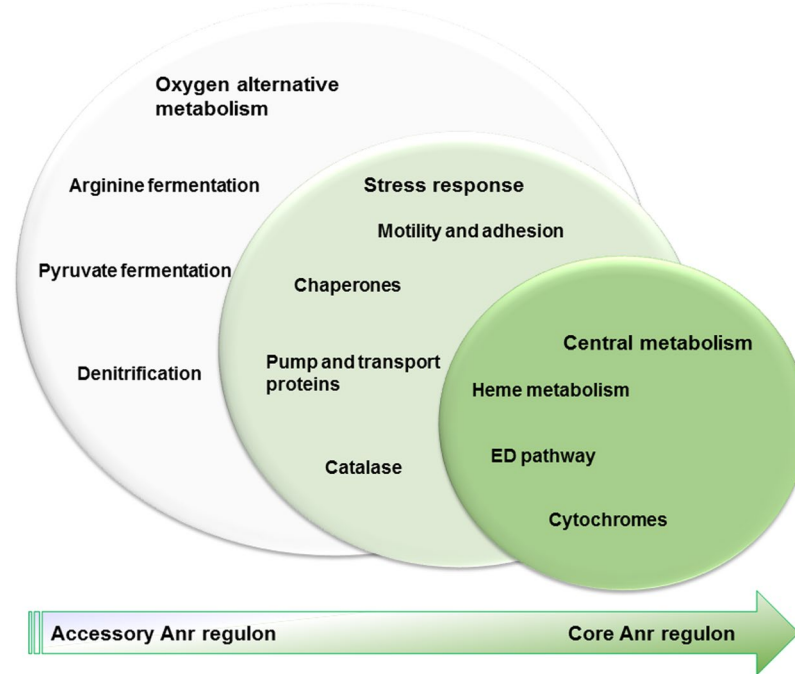 Oxygen alternative
metabolism
Arginine fermentation
Pyruvate fermentation
Denitrification
Stress response
Motility and adhesion
Chaperones
Pump and transport
proteins
Catalase
Central metabolism
Heme metabolism
ED pathway
Cytochromes
Accessory Anr regulon
Core Anr regulon